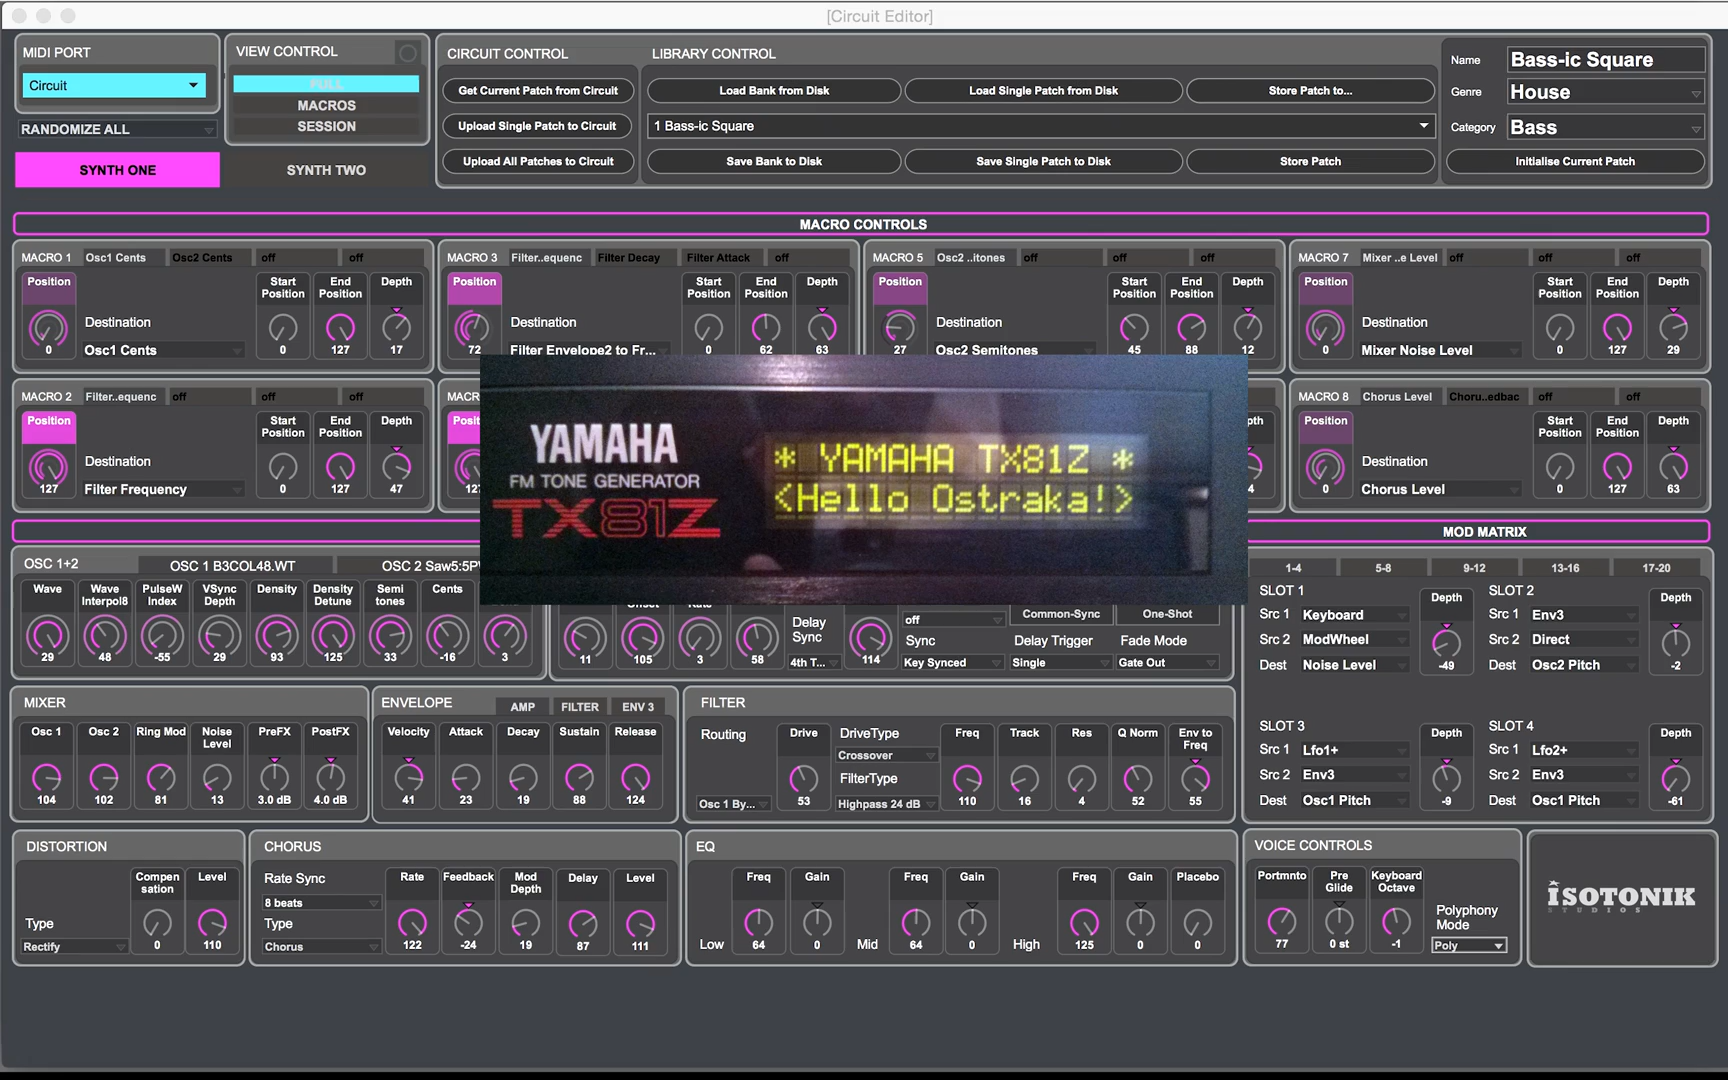 [Circuit Editor]
MIDI PORT
Circuit
RANDOMIZE ALL
SYNTH ONE
SYNTH TWO
VIEW CONTROL
FULL
MACROS
SESSION
CIRCUIT CONTROL
Get Current Patch from Circuit
Upload Single Patch to Circuit
Upload All Patches to Circuit
LIBRARY CONTROL
Load Bank from Disk
Load Single Patch from Disk
Store Patch to...
1 Bass-ic Square
Save Bank to Disk
Save Single Patch to Disk
Store Patch
Name Bass-ic Square
Genre House
Category Bass
Initialise Current Patch
MACRO CONTROLS
MACRO 1 Osc1 Cents Osc2 Cents off off
Position Start Position End Position Depth
Destination
Osc1 Cents
0 0 127 17
MACRO 3 Filter..equenc Filter Decay Filter Attack off
Position Start Position End Position Depth
Destination
Filter Envelope2 to Fr...
72 0 62 63
MACRO 5 Osc2 ..itones off off off
Position Start Position End Position Depth
Destination
Osc2 Semitones
27 45 88 12
MACRO 7 Mixer ..e Level off off off
Position Start Position End Position Depth
Destination
Mixer Noise Level
0 0 127 29
MACRO 2 Filter..equenc off off off
Position Start Position End Position Depth
Destination
Filter Frequency
127 0 127 47
MACRO 8 Chorus Level Choru..edbac off off
Position Start Position End Position Depth
Destination
Chorus Level
0 0 127 63
YAMAHA
FM TONE GENERATOR
TX81Z
* YAMAHA TX81Z *
<Hello Ostraka!>
MOD MATRIX
OSC 1+2
OSC 1 B3COL48.WT
OSC 2 Saw5:5P
Wave Wave Interpol8 PulseW Index VSync Depth Density Density Detune Semi tones Cents
29 48 -55 29 93 125 33 -16 3
11 105 3 58
Delay Sync
4th T...
114
off
Sync
Key Synced
Common-Sync
Delay Trigger
Single
One-Shot
Fade Mode
Gate Out
1-4 5-8 9-12 13-16 17-20
SLOT 1
Src 1 Keyboard
Src 2 ModWheel
Dest Noise Level
Depth
-49
SLOT 2
Src 1 Env3
Src 2 Direct
Dest Osc2 Pitch
Depth
-2
SLOT 3
Src 1 Lfo1+
Src 2 Env3
Dest Osc1 Pitch
Depth
-9
SLOT 4
Src 1 Lfo2+
Src 2 Env3
Dest Osc1 Pitch
Depth
-61
MIXER
Osc 1 Osc 2 Ring Mod Noise Level PreFX PostFX
104 102 81 13 3.0 dB 4.0 dB
ENVELOPE AMP FILTER ENV 3
Velocity Attack Decay Sustain Release
41 23 19 88 124
FILTER
Routing
Osc 1 By...
Drive
53
DriveType
Crossover
FilterType
Highpass 24 dB
Freq Track Res Q Norm Env to Freq
110 16 4 52 55
DISTORTION
Type
Rectify
Compen sation Level
0 110
CHORUS
Rate Sync
8 beats
Type
Chorus
Rate Feedback Mod Depth Delay Level
122 -24 19 87 111
EQ
Freq Gain Freq Gain Freq Gain Placebo
Low 64 0 Mid 64 0 High 125 0 0
VOICE CONTROLS
Portmnto Pre Glide Keyboard Octave
77 0 st -1
Polyphony Mode
Poly
ISOTONIK
STUDIOS